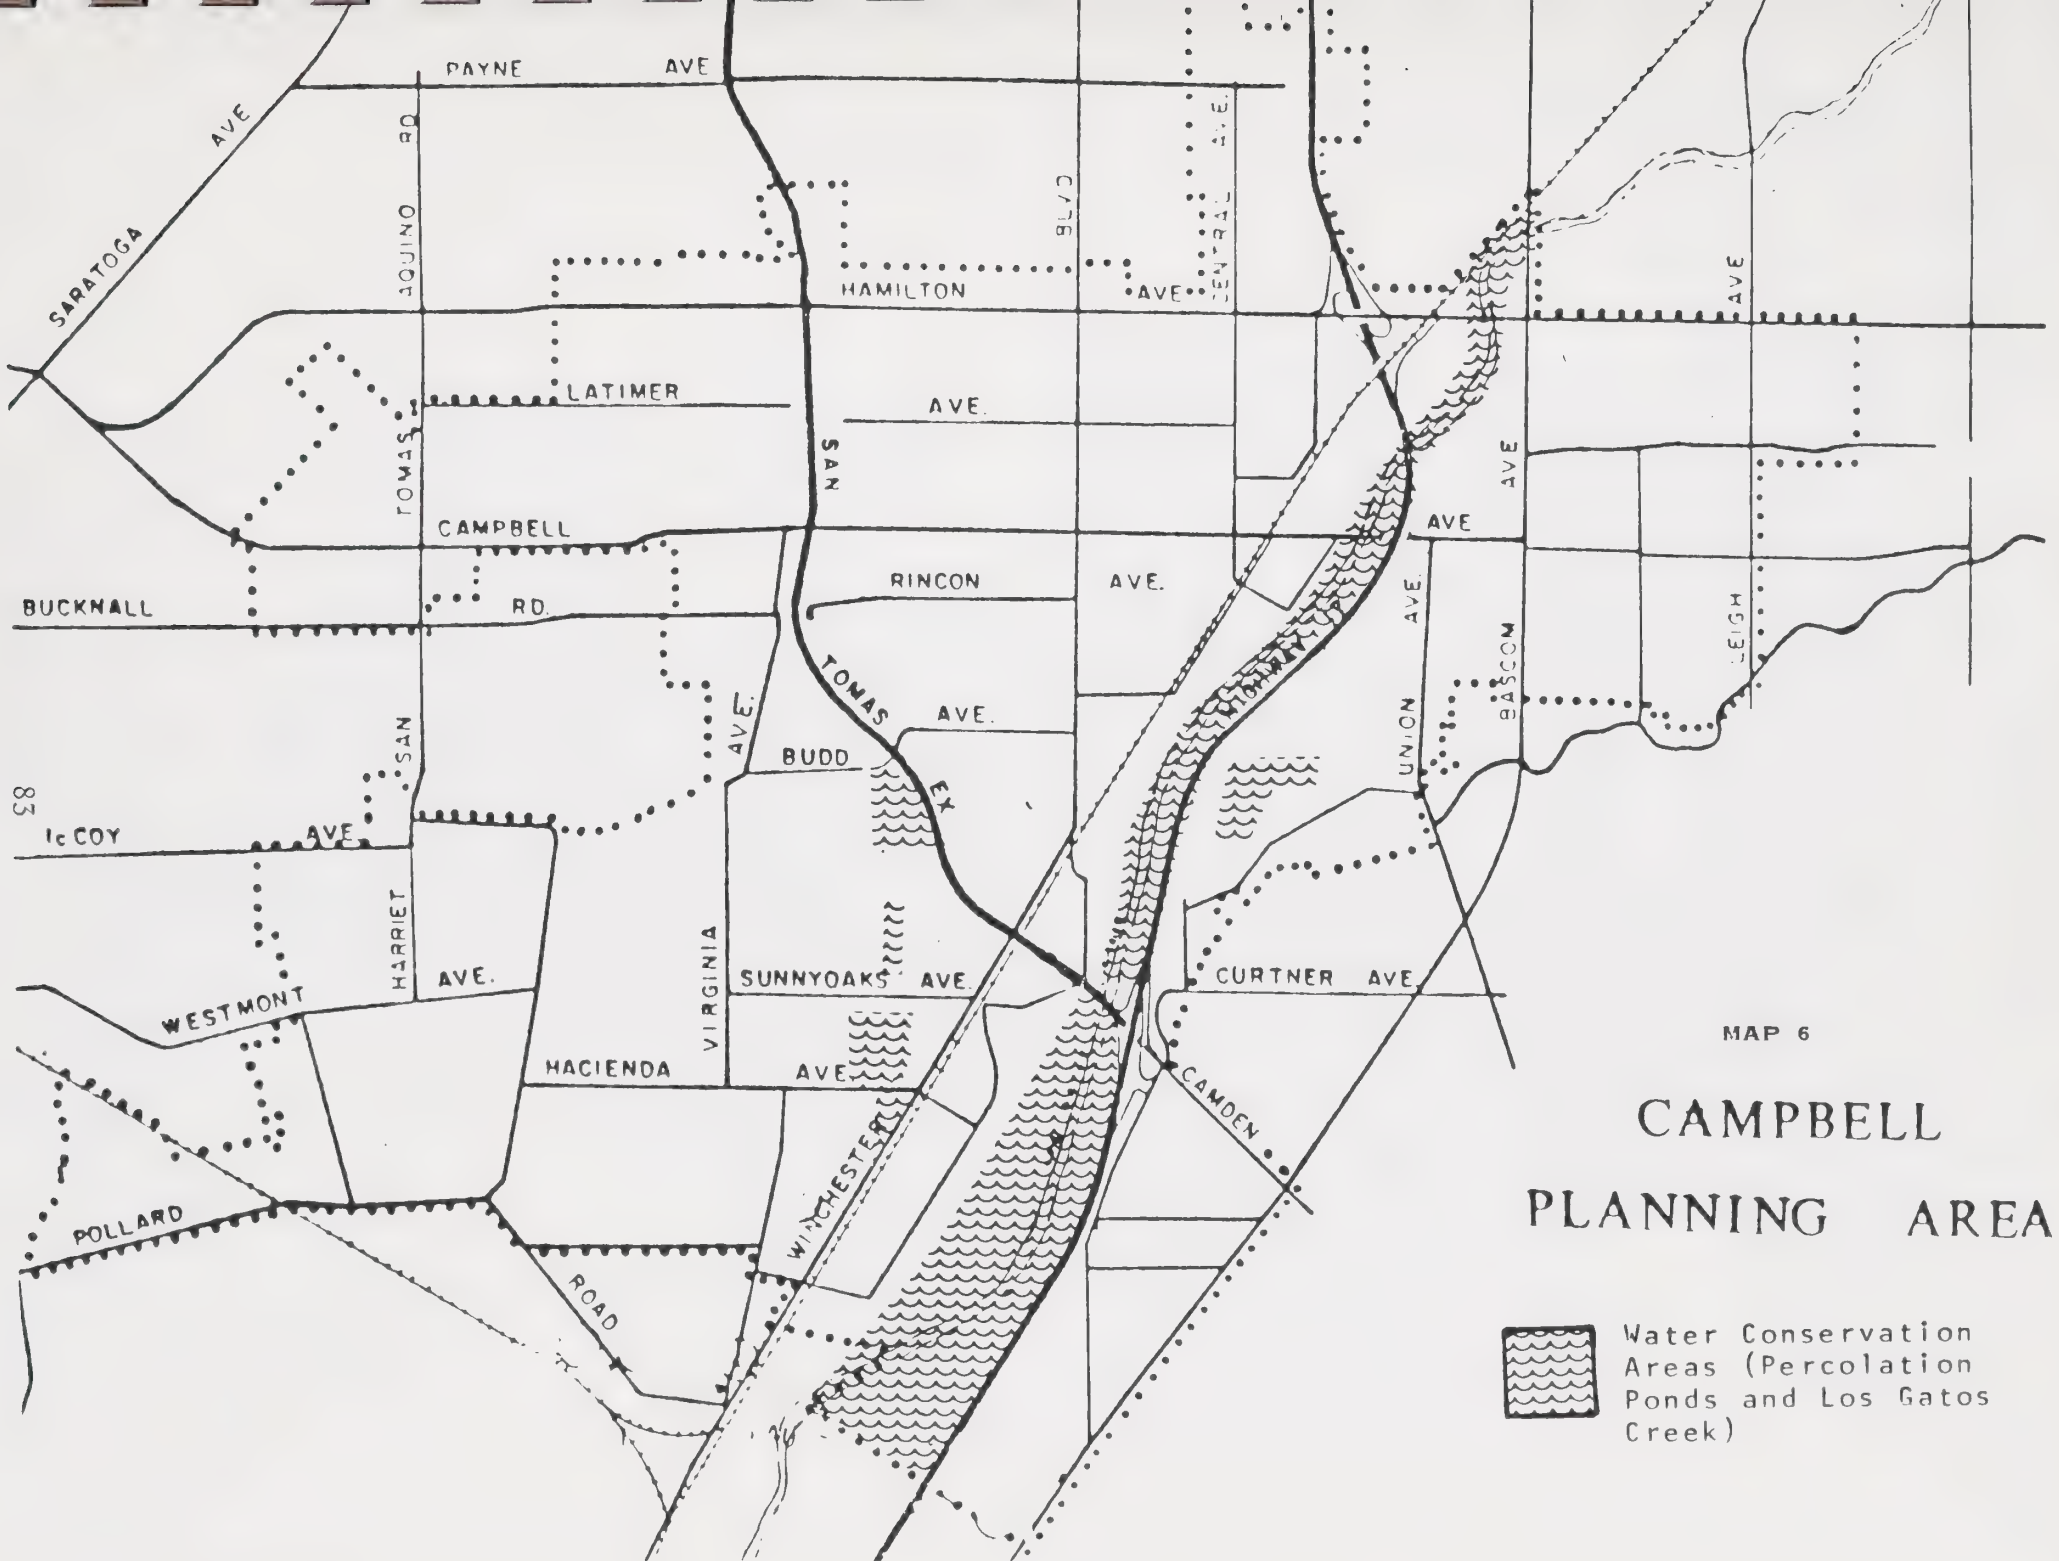 PAYNE AVE
SARATOGA AVE
SAN TOMAS AQUINO RD
BLVD
CENTRAL AVE.
HAMILTON AVE
AVE
LATIMER AVE.
SAN TOMAS EX
CAMPBELL AVE
BUCKNALL RD.
RINCON AVE.
HIGHWAY
UNION AVE.
BASCOM AVE
LEIGH
BUDD AVE.
AVE.
83
McCOY AVE.
HARRIET
VIRGINIA
SUNNYOAKS AVE.
CURTNER AVE.
WESTMONT AVE.
HACIENDA AVE.
CAMDEN
WINCHESTER
POLLARD ROAD
MAP 6
CAMPBELL
PLANNING AREA
Water Conservation
Areas (Percolation
Ponds and Los Gatos
Creek)